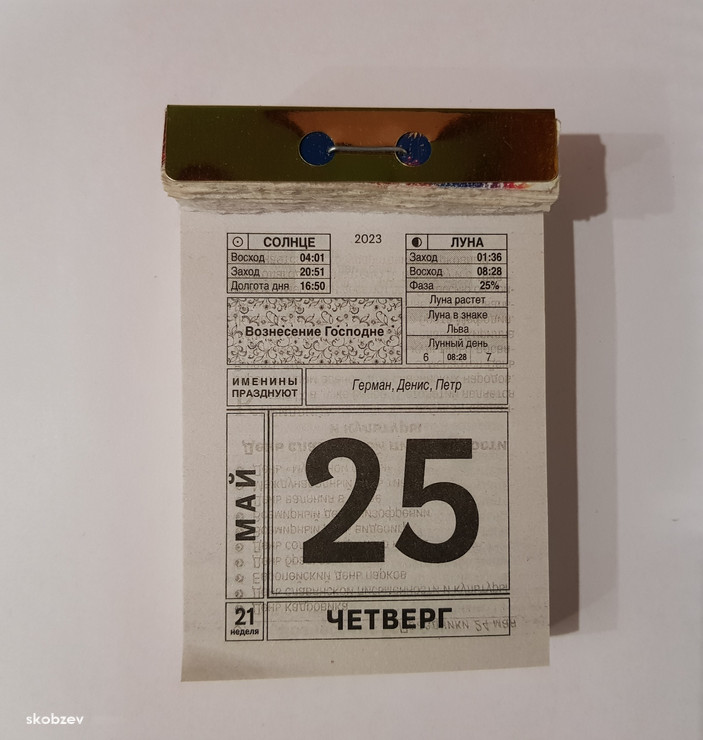 СОЛНЦЕ
Восход 04:01
Заход 20:51
Долгота дня 16:50
2023
ЛУНА
Заход 01:36
Восход 08:28
Фаза 25%
Луна растет
Луна в знаке
Льва
Лунный день
6 08:28 7
Вознесение Господне
ИМЕНИНЫ
ПРАЗДНУЮТ
Герман, Денис, Петр
МАЙ
25
21
неделя
ЧЕТВЕРГ
skobzev